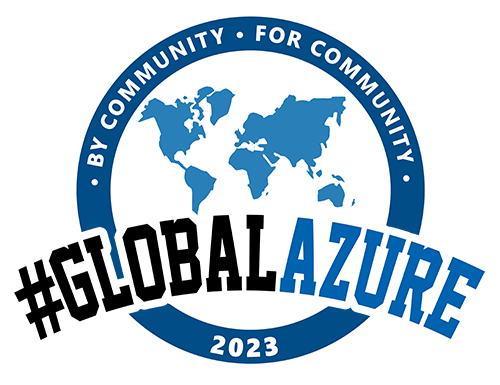 • BY COMMUNITY • FOR COMMUNITY •
#GLOBALAZURE
2023